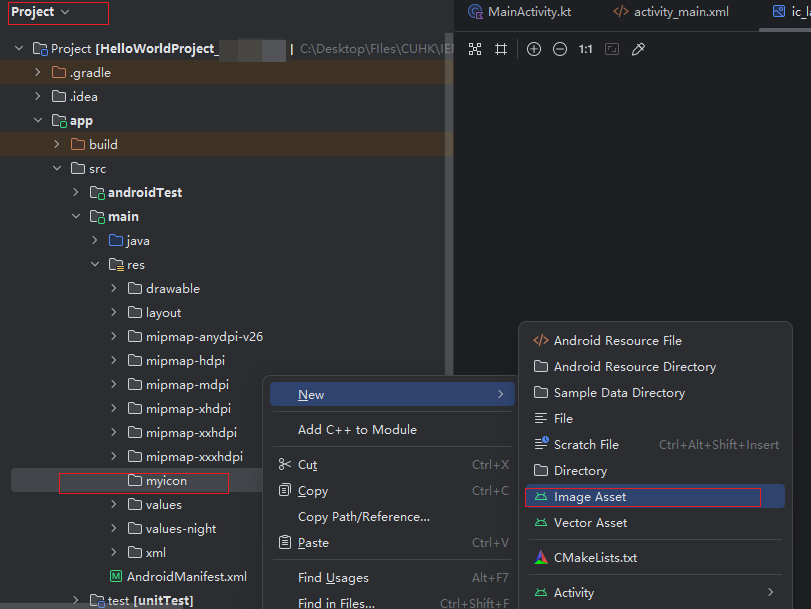 Project
MainActivity.kt
activity_main.xml
Project [HelloWorldProject_
C:\Desktop\FIles\CUHK\
.gradle
1:1
.idea
app
build
src
androidTest
main
java
res
drawable
layout
mipmap-anydpi-v26
mipmap-hdpi
mipmap-mdpi
mipmap-xhdpi
mipmap-xxhdpi
mipmap-xxxhdpi
myicon
values
values-night
xml
AndroidManifest.xml
test [unitTest]
New
Add C++ to Module
Cut Ctrl+X
Copy Ctrl+C
Copy Path/Reference...
Paste Ctrl+V
Find Usages Alt+F7
Find in Files... Ctrl+Shift+F
Android Resource File
Android Resource Directory
Sample Data Directory
File
Scratch File Ctrl+Alt+Shift+Insert
Directory
Image Asset
Vector Asset
CMakeLists.txt
Activity